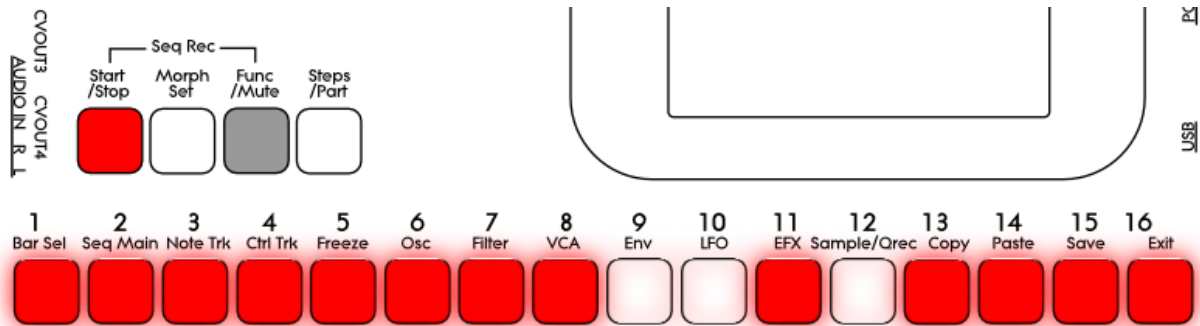 CVOUT3 CVOUT4
AUDIO IN R L
Seq Rec
Start
/Stop
Morph
Set
Func
/Mute
Steps
/Part
USB
1 2 3 4 5 6 7 8 9 10 11 12 13 14 15 16
Bar Sel Seq Main Note Trk Ctrl Trk Freeze Osc Filter VCA Env LFO EFX Sample/Qrec Copy Paste Save Exit